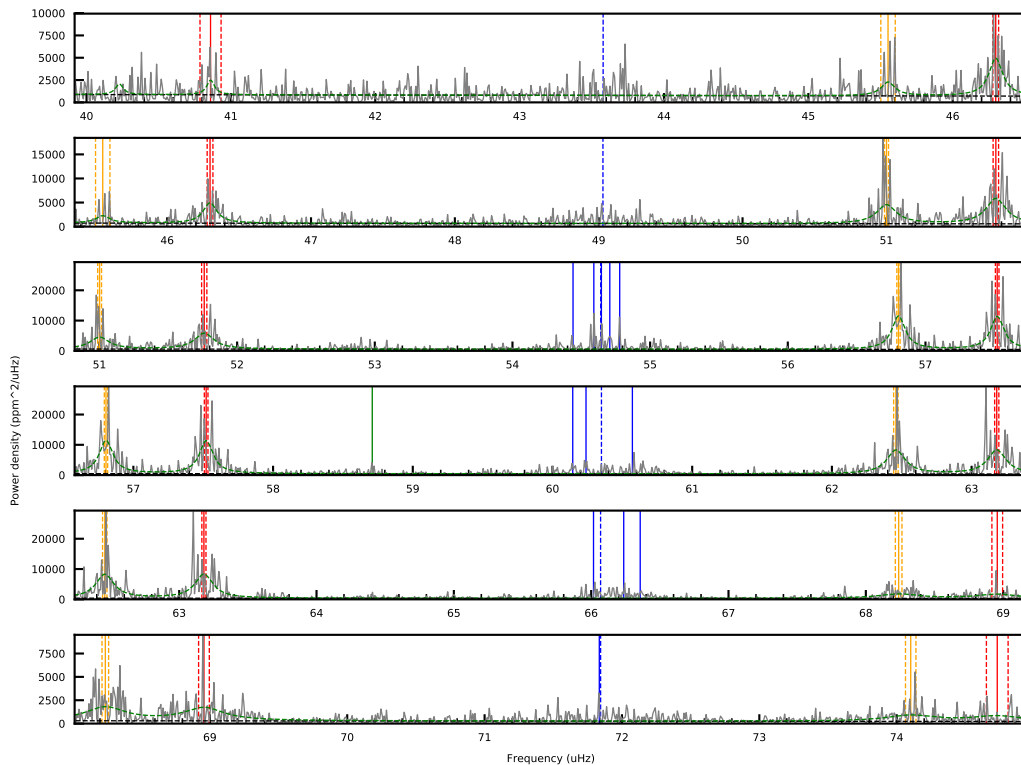 10000
7500
5000
2500
0
40 41 42 43 44 45 46
15000
10000
5000
0
46 47 48 49 50 51
20000
10000
0
51 52 53 54 55 56 57
20000
10000
0
57 58 59 60 61 62 63
20000
10000
0
63 64 65 66 67 68 69
7500
5000
2500
0
69 70 71 72 73 74
Power density (ppm^2/uHz)
Frequency (uHz)